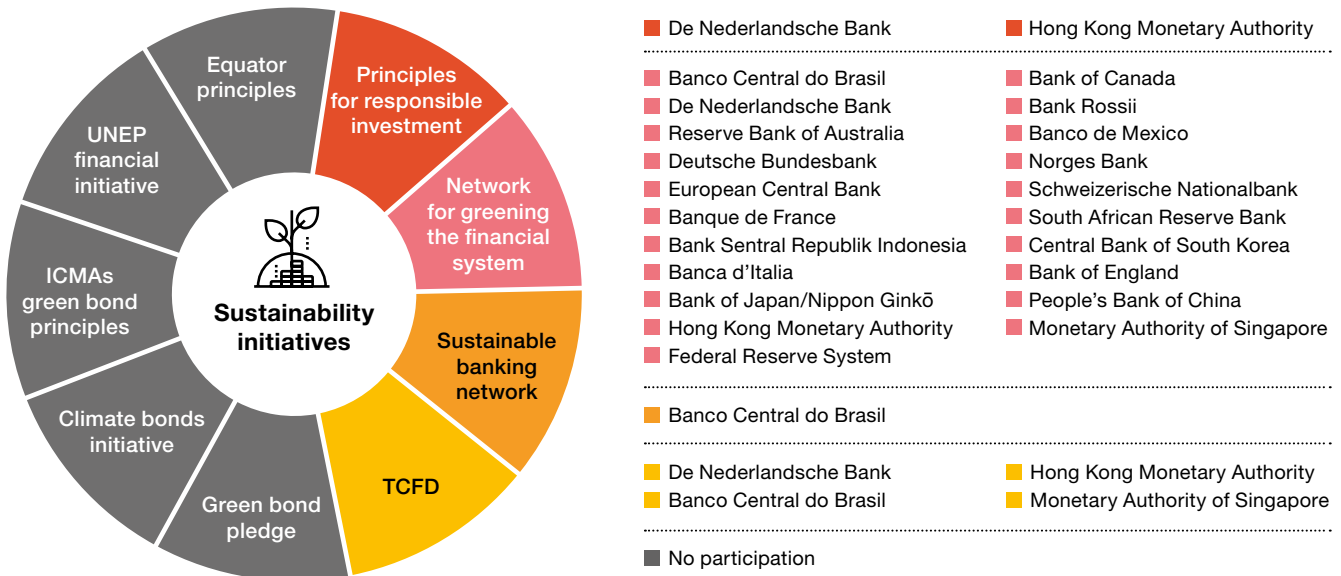 Equator
principles
Principles
for responsible
investment
Network
for greening
the financial
system
Sustainable
banking
network
TCFD
Green bond
pledge
Climate bonds
initiative
ICMAs
green bond
principles
UNEP
financial
initiative
Sustainability
initiatives
De Nederlandsche Bank
Hong Kong Monetary Authority
Banco Central do Brasil
De Nederlandsche Bank
Reserve Bank of Australia
Deutsche Bundesbank
European Central Bank
Banque de France
Bank Sentral Republik Indonesia
Banca d'Italia
Bank of Japan/Nippon Ginkō
Hong Kong Monetary Authority
Federal Reserve System
Bank of Canada
Bank Rossii
Banco de Mexico
Norges Bank
Schweizerische Nationalbank
South African Reserve Bank
Central Bank of South Korea
Bank of England
People's Bank of China
Monetary Authority of Singapore
Banco Central do Brasil
De Nederlandsche Bank
Banco Central do Brasil
Hong Kong Monetary Authority
Monetary Authority of Singapore
No participation